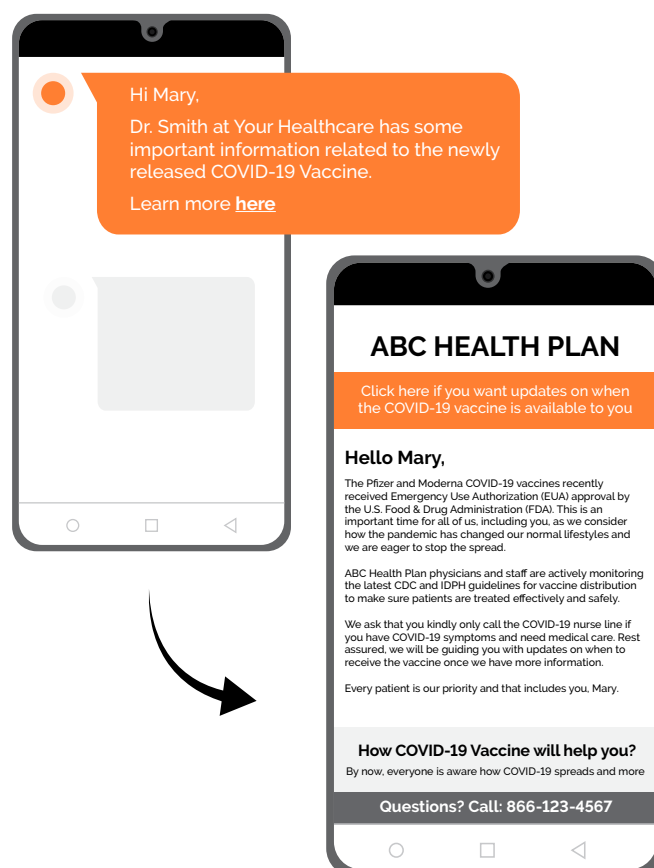 Hi Mary,
Dr. Smith at Your Healthcare has some
important information related to the newly
released COVID-19 Vaccine.
Learn more here
ABC HEALTH PLAN
Click here if you want updates on when
the COVID-19 vaccine is available to you
Hello Mary,
The Pfizer and Moderna COVID-19 vaccines recently
received Emergency Use Authorization (EUA) approval by
the U.S. Food & Drug Administration (FDA). This is an
important time for all of us, including you, as we consider
how the pandemic has changed our normal lifestyles and
we are eager to stop the spread.
ABC Health Plan physicians and staff are actively monitoring
the latest CDC and IDPH guidelines for vaccine distribution
to make sure patients are treated effectively and safely.
We ask that you kindly only call the COVID-19 nurse line if
you have COVID-19 symptoms and need medical care. Rest
assured, we will be guiding you with updates on when to
receive the vaccine once we have more information.
Every patient is our priority and that includes you, Mary.
How COVID-19 Vaccine will help you?
By now, everyone is aware how COVID-19 spreads and more
Questions? Call: 866-123-4567